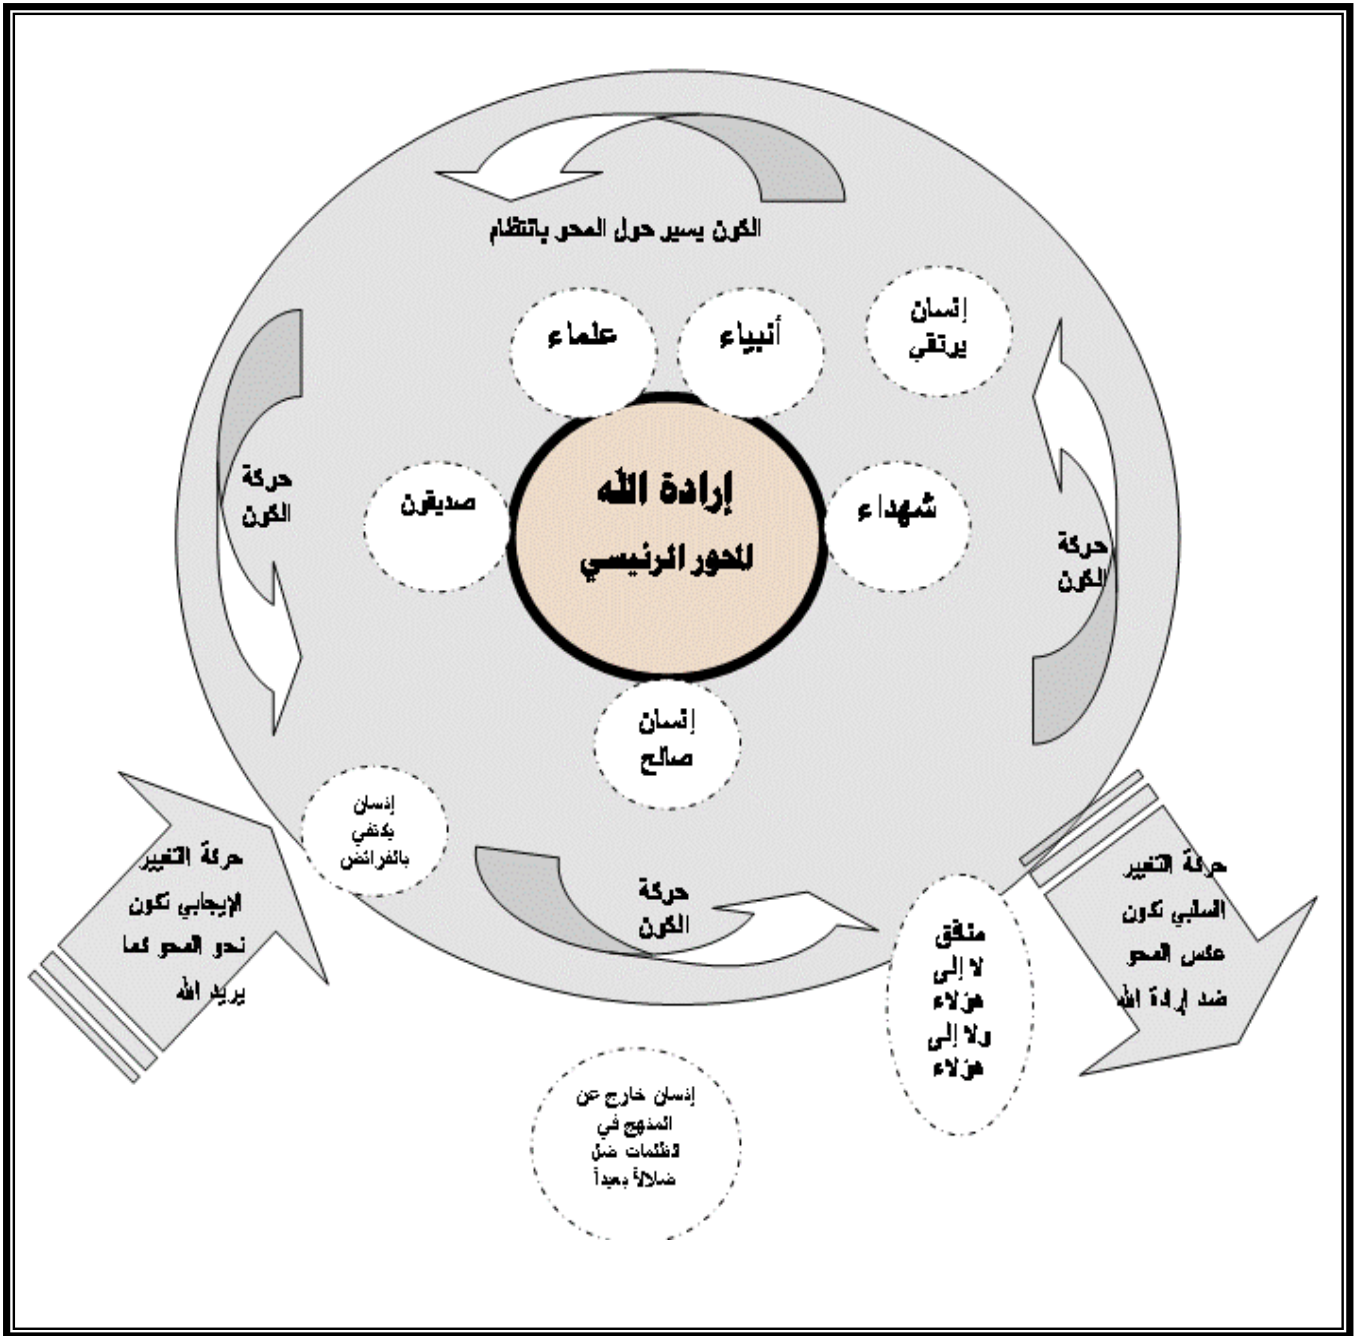 الكون يسير حول المحو بانتظام
أنبياء
علماء
إنسان
يرتقي
إرادة الله
المحور الرئيسي
شهداء
صديقون
حركة
الكون
حركة
الكون
إنسان
صالح
إنسان
يكتفي
بالفرائض
حركة
الكون
حركة التغيير
السلبي تكون
عكس المحو
ضد إرادة الله
حركة التغيير
الإيجابي تكون
نحو المحو كما
يريد الله
منافق
لا إلى
هؤلاء
ولا إلى
هؤلاء
إنسان خارج عن
المنهج في
الظلمات ضل
ضلالاً بعيداً